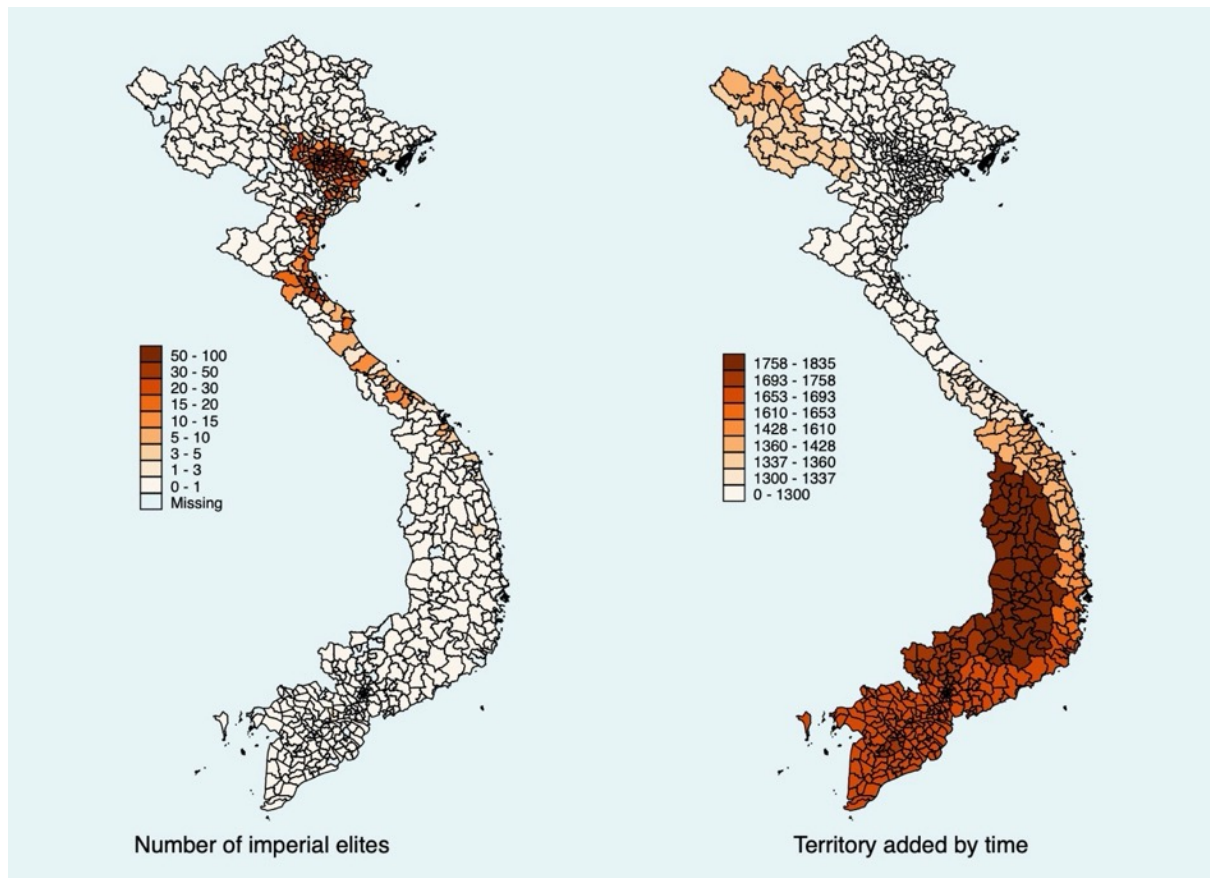 50 - 100
30 - 50
20 - 30
15 - 20
10 - 15
5 - 10
3 - 5
1 - 3
0 - 1
Missing
Number of imperial elites
1758 - 1835
1693 - 1758
1653 - 1693
1610 - 1653
1428 - 1610
1360 - 1428
1337 - 1360
1300 - 1337
0 - 1300
Territory added by time